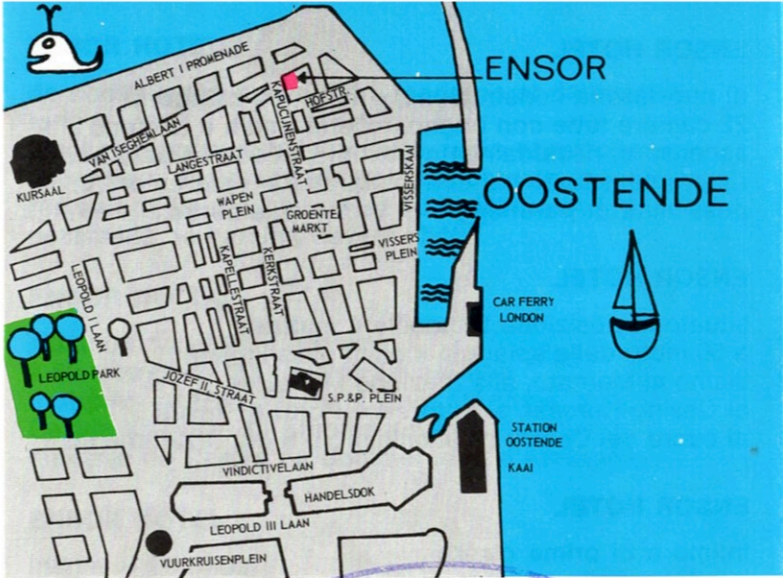 ENSOR
OOSTENDE
ALBERT I PROMENADE
KAPUCIJNENSTRAAT
HOFSTR.
VAN ISEGHEMLAAN
LANGESTRAAT
VISSERSKAAI
KURSAAL
WAPEN
PLEIN
GROENTE
MARKT
VISSERS
PLEIN
LEOPOLD I LAAN
KAPELLESTRAAT
KERKSTRAAT
CAR FERRY
LONDON
LEOPOLD PARK
JOZEF II. STRAAT
S.P.&P. PLEIN
STATION
OOSTENDE
KAAI
VINDICTIVELAAN
HANDELSDOK
LEOPOLD III LAAN
VUURKRUISENPLEIN